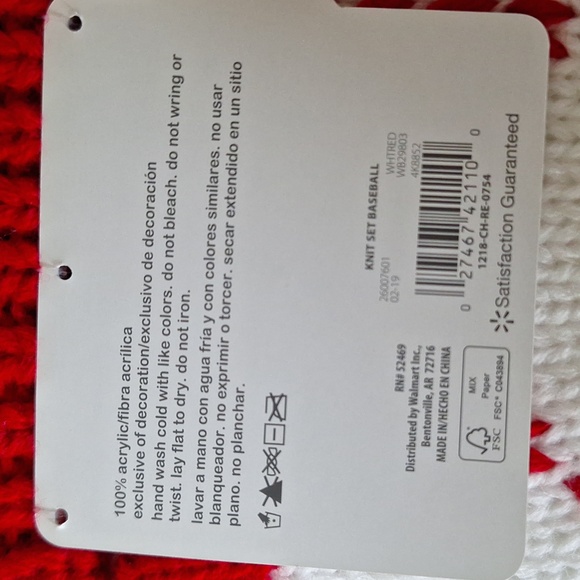 100% acrylic/fibra acrílica
exclusive of decoration/exclusivo de decoración
hand wash cold with like colors. do not bleach. do not wring or
twist. lay flat to dry. do not iron.
lavar a mano con agua fría y con colores similares. no usar
blanqueador. no exprimir o torcer. secar extendido en un sitio
plano. no planchar.
KNIT SET BASEBALL
26007601
02-19
WHTRED
WB29803
4K8852
0 27467 42110 0
1218-CH-RE-0754
Satisfaction Guaranteed
RN# 52469
Distributed by Walmart Inc.,
Bentonville, AR 72716
MADE IN/HECHO EN CHINA
FSC
MIX
Paper
FSC® C043894